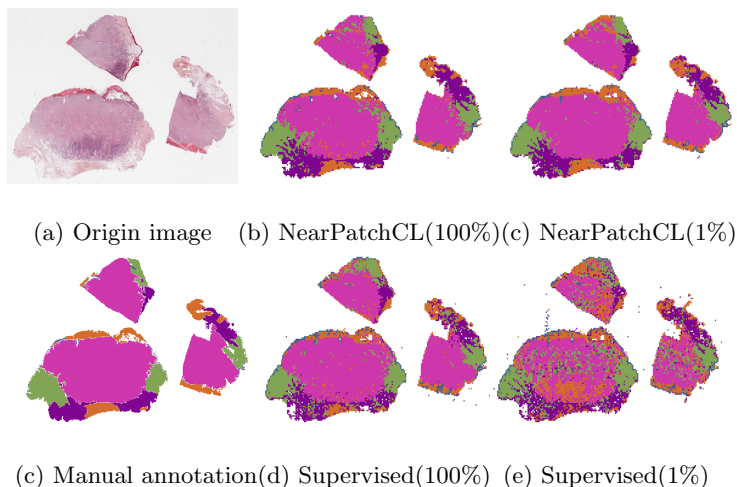 (a) Origin image (b) NearPatchCL(100%)(c) NearPatchCL(1%)
(c) Manual annotation(d) Supervised(100%) (e) Supervised(1%)